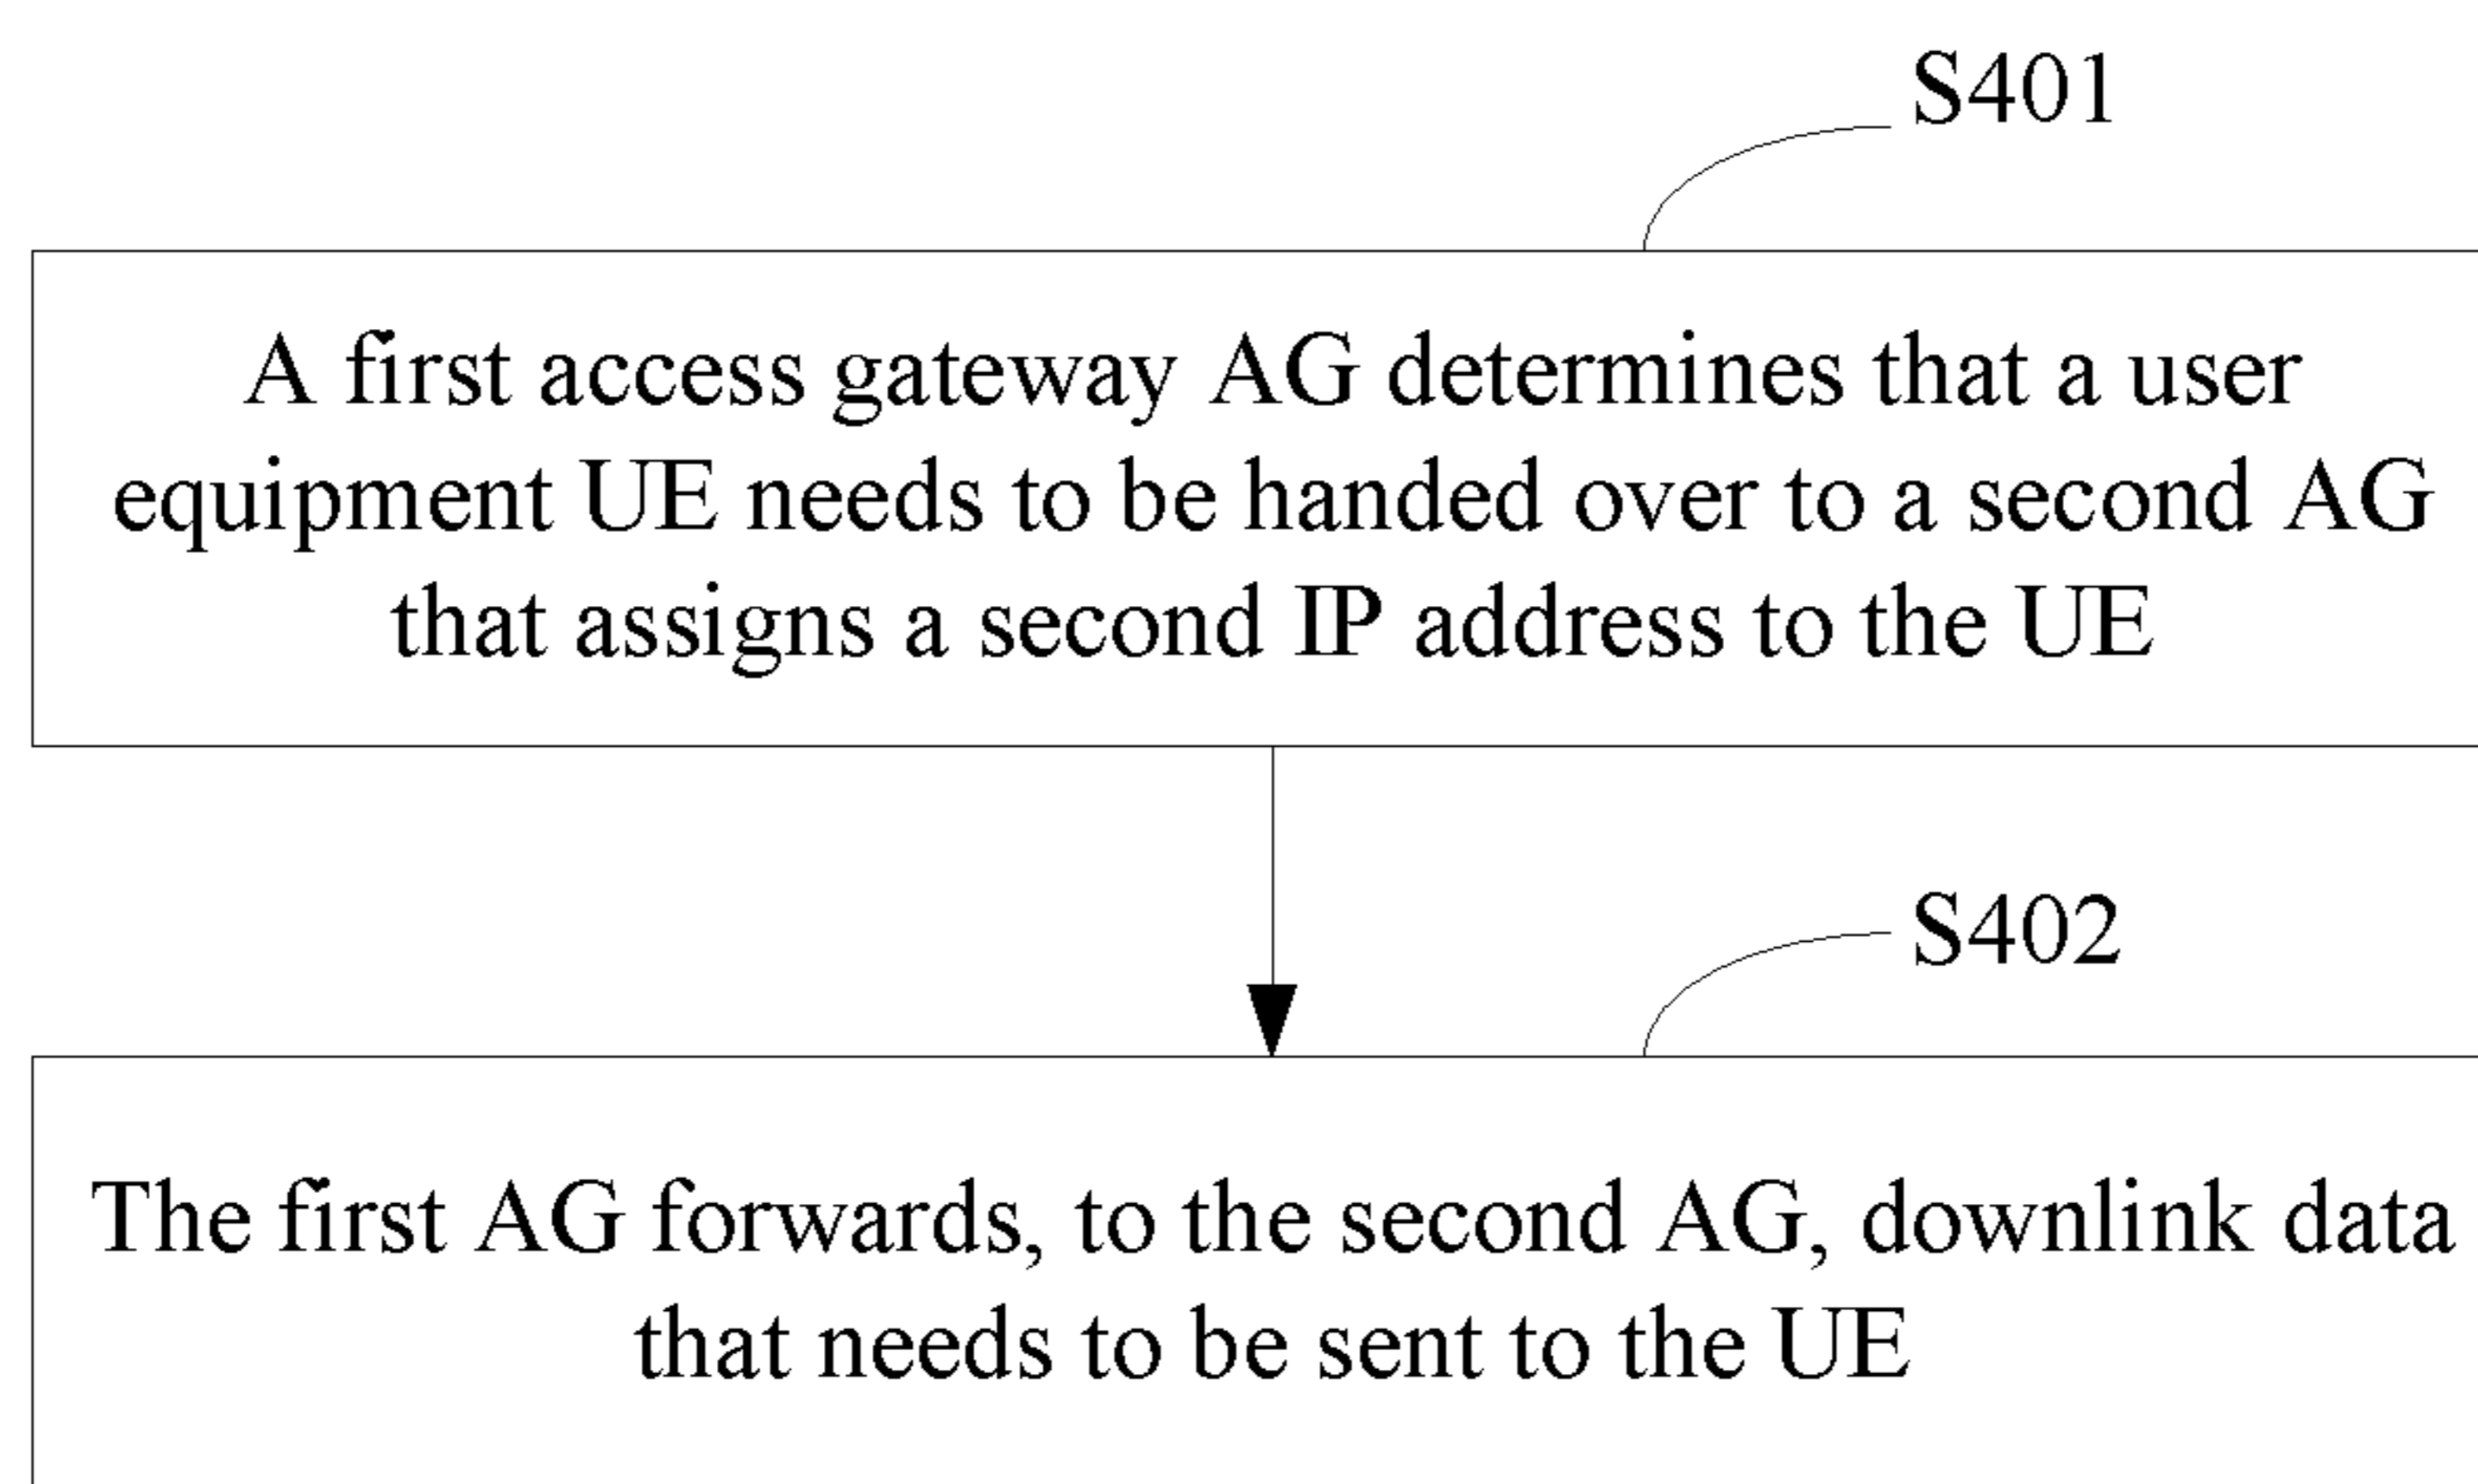 S401
A first access gateway AG determines that a user
equipment UE needs to be handed over to a second AG
that assigns a second IP address to the UE
S402
The first AG forwards, to the second AG, downlink data
that needs to be sent to the UE